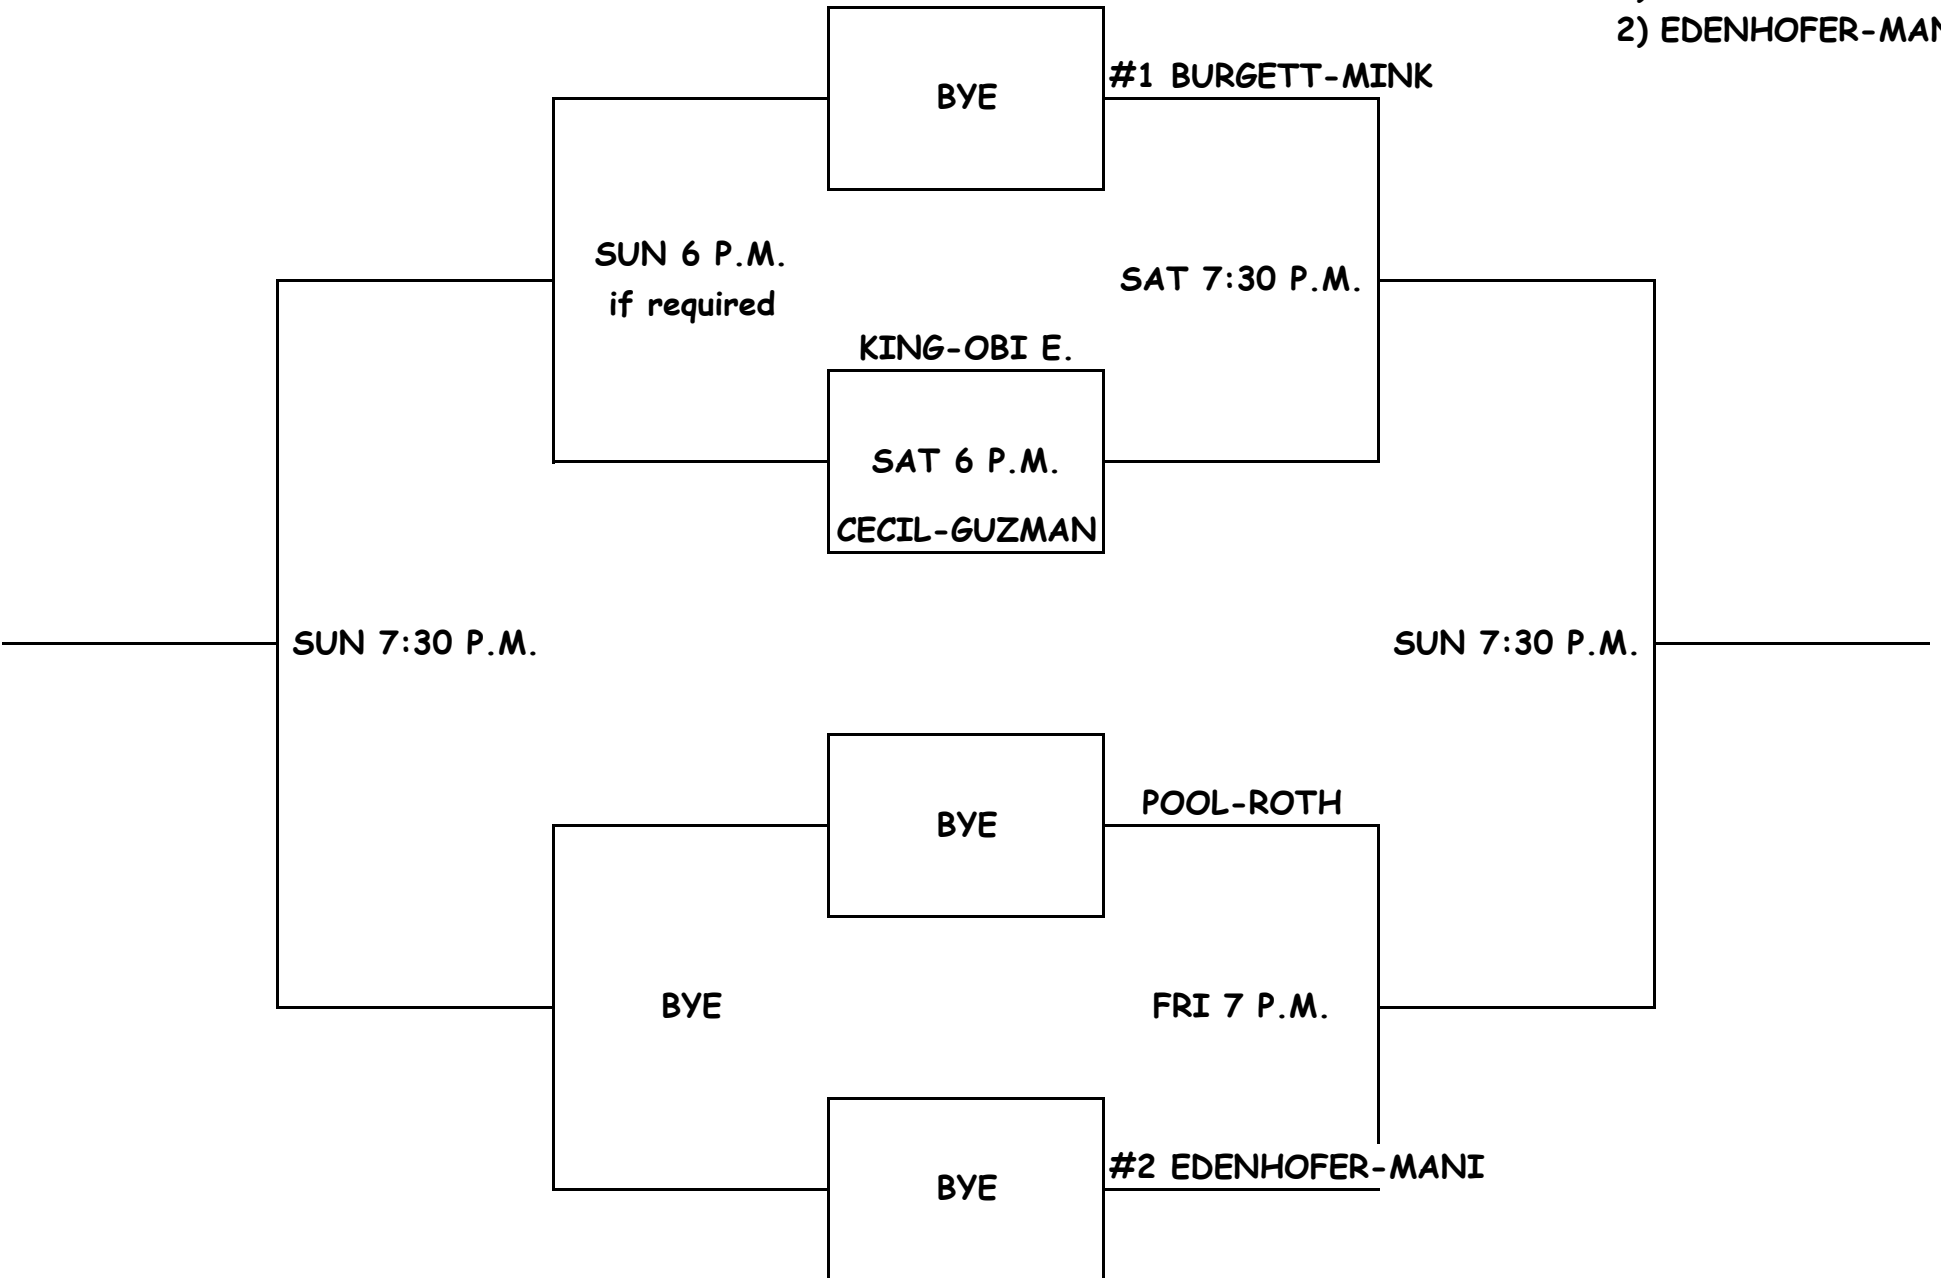 2) EDENHOFER-MAN
#1 BURGETT-MINK
BYE
SUN 6 P.M.
if required
SAT 7:30 P.M.
KING-OBI E.
SAT 6 P.M.
CECIL-GUZMAN
SUN 7:30 P.M.
SUN 7:30 P.M.
POOL-ROTH
BYE
BYE
FRI 7 P.M.
#2 EDENHOFER-MANI
BYE